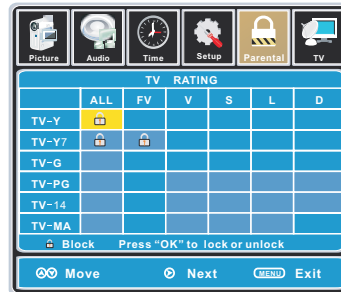 Picture Audio Time Setup Parental TV
TV RATING
ALL FV V S L D
TV-Y
TV-Y7
TV-G
TV-PG
TV-14
TV-MA
Block Press “OK” to lock or unlock
Move Next MENU Exit